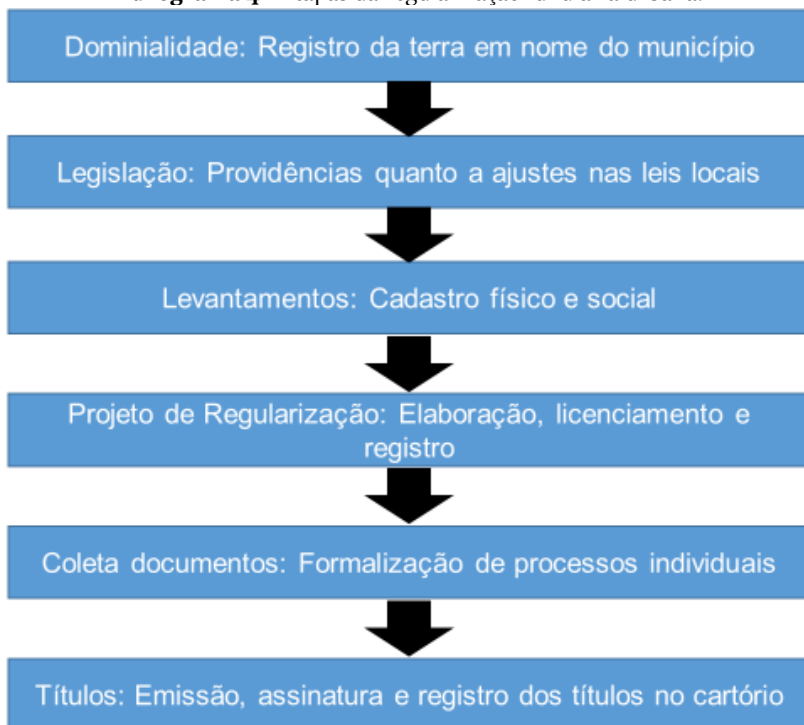 Dominialidade: Registro da terra em nome do município
Legislação: Providências quanto a ajustes nas leis locais
Levantamentos: Cadastro físico e social
Projeto de Regularização: Elaboração, licenciamento e
registro
Coleta documentos: Formalização de processos individuais
Títulos: Emissão, assinatura e registro dos títulos no cartório